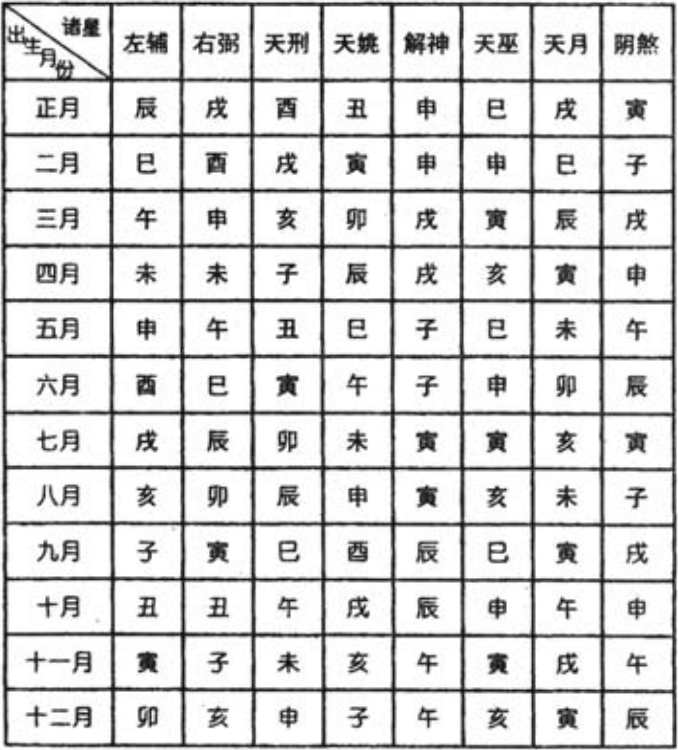 出生月份 诸星 左辅 右弼 天刑 天姚 解神 天巫 天月 阴煞
正月 辰 戌 酉 丑 申 巳 戌 寅
二月 巳 酉 戌 寅 申 申 巳 子
三月 午 申 亥 卯 戌 寅 辰 戌
四月 未 未 子 辰 戌 亥 寅 申
五月 申 午 丑 巳 子 巳 未 午
六月 酉 巳 寅 午 子 申 卯 辰
七月 戌 辰 卯 未 寅 寅 亥 寅
八月 亥 卯 辰 申 寅 亥 未 子
九月 子 寅 巳 酉 辰 巳 寅 戌
十月 丑 丑 午 戌 辰 申 午 申
十一月 寅 子 未 亥 午 寅 戌 午
十二月 卯 亥 申 子 午 亥 寅 辰